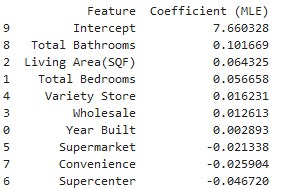 Feature Coefficient (MLE)
9 Intercept 7.660328
8 Total Bathrooms 0.101669
2 Living Area(SQF) 0.064325
1 Total Bedrooms 0.056658
4 Variety Store 0.016231
3 Wholesale 0.012613
0 Year Built 0.002893
5 Supermarket -0.021338
7 Convenience -0.025904
6 Supercenter -0.046720